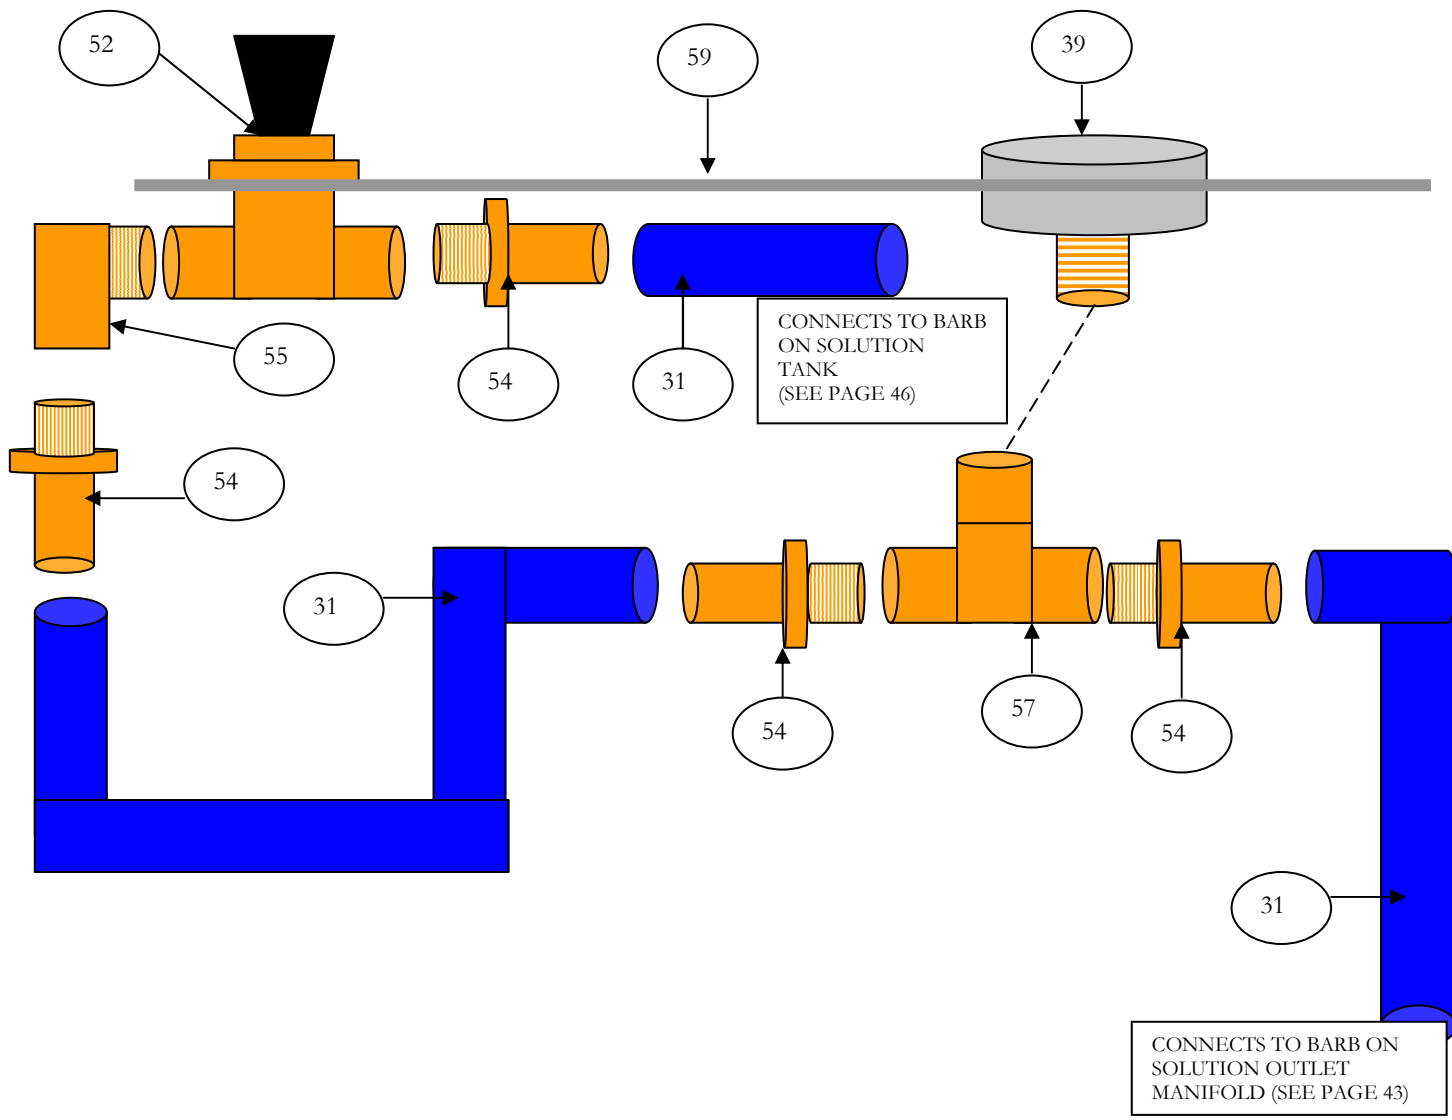 52
59
39
55
54
31
CONNECTS TO BARB
ON SOLUTION
TANK
(SEE PAGE 46)
54
31
54
57
54
31
CONNECTS TO BARB ON
SOLUTION OUTLET
MANIFOLD (SEE PAGE 43)